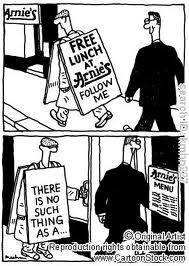 Arnie's
FREE
LUNCH
AT
Arnie's
FOLLOW
ME
THERE
IS NO
SUCH
THING
AS A...
Arnie's
MENU
© Original Artist
Reproduction rights obtainable from
www.CartoonStock.com